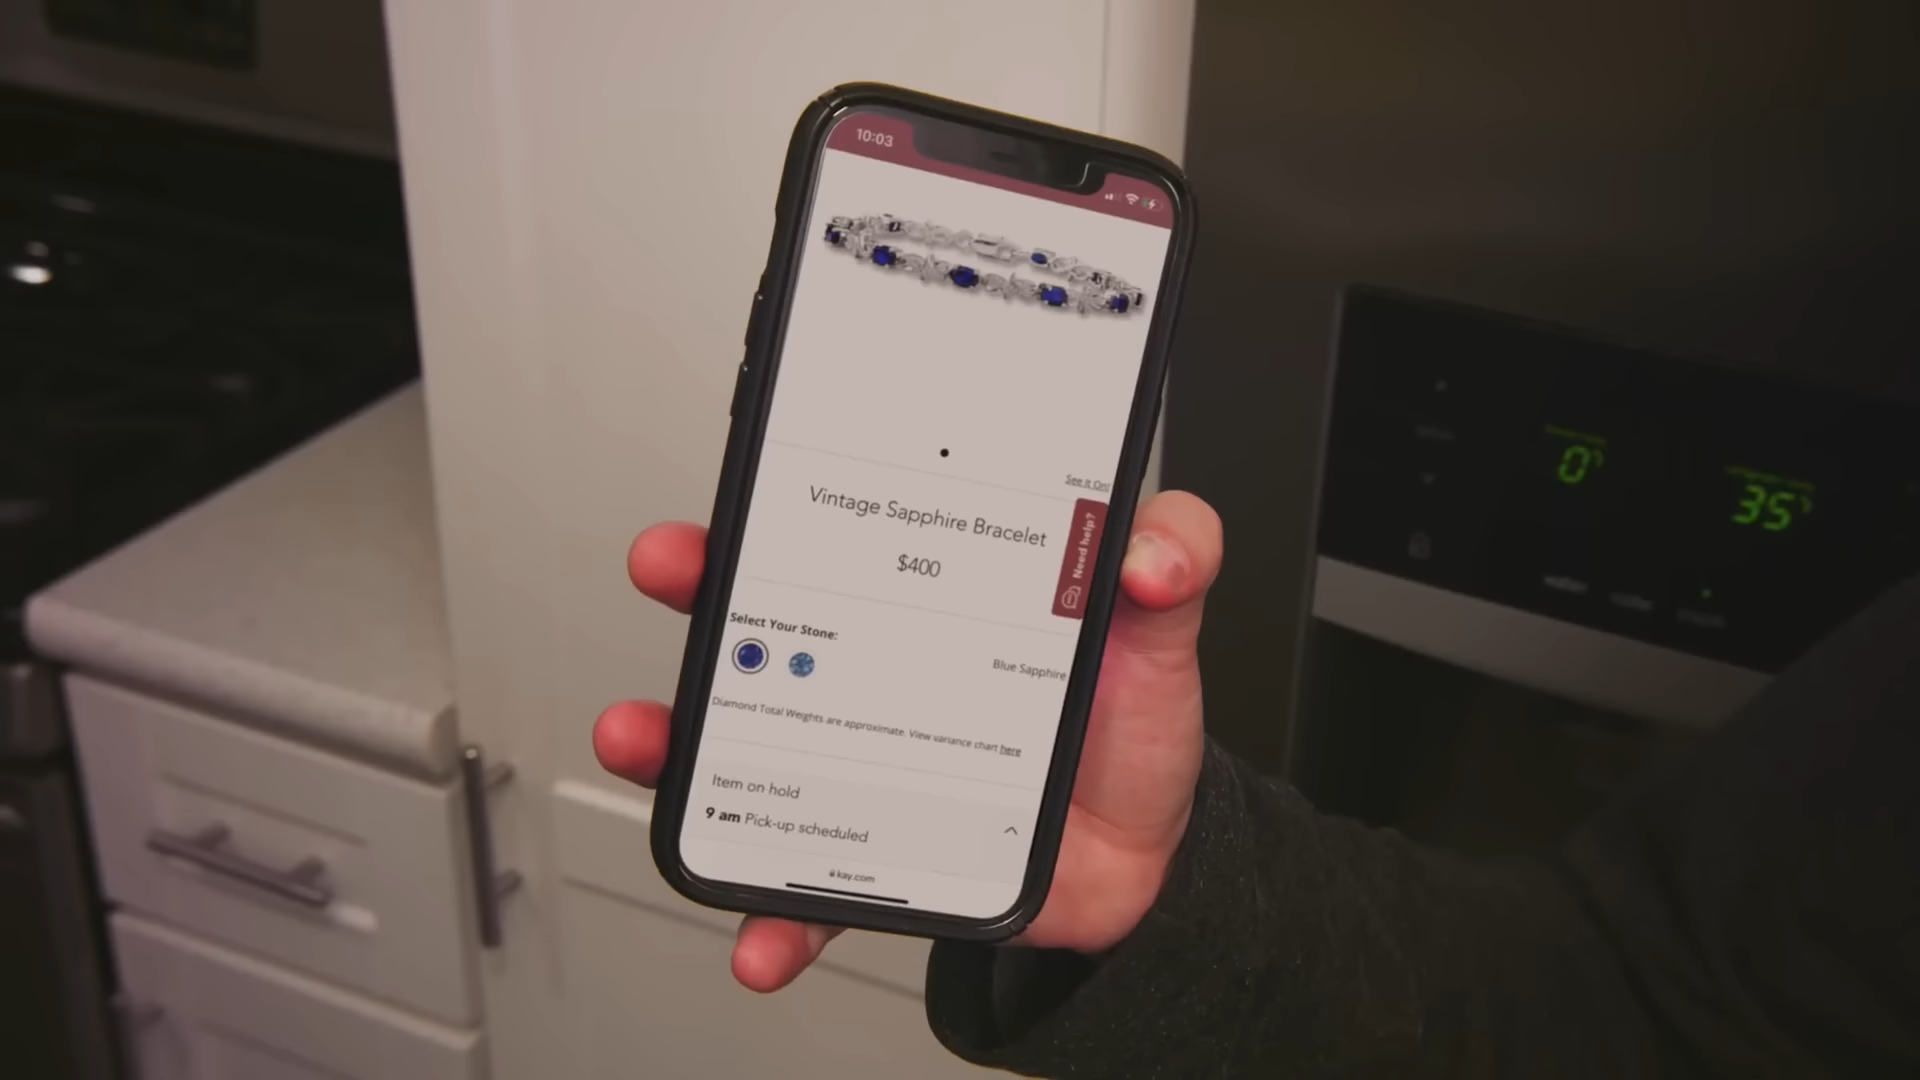 10:03
See It On!
Vintage Sapphire Bracelet
$400
Need help?
Select Your Stone:
Blue Sapphire
Diamond Total Weights are approximate. View variance chart here
Item on hold
9 am Pick-up scheduled
kay.com
0°
35°
water